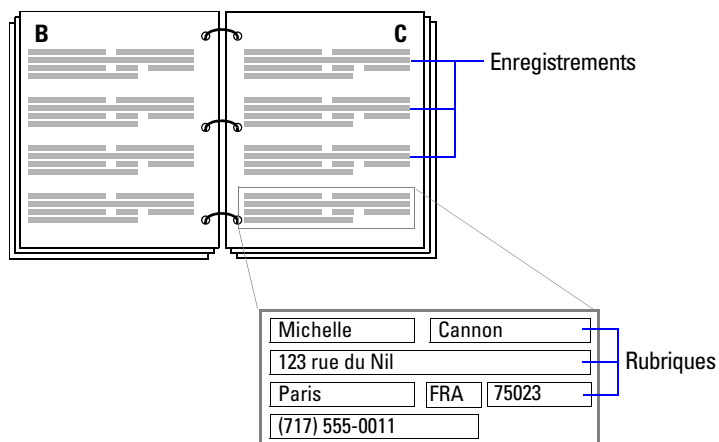 B C
Enregistrements
Michelle Cannon
123 rue du Nil
Rubriques
Paris FRA 75023
(717) 555-0011